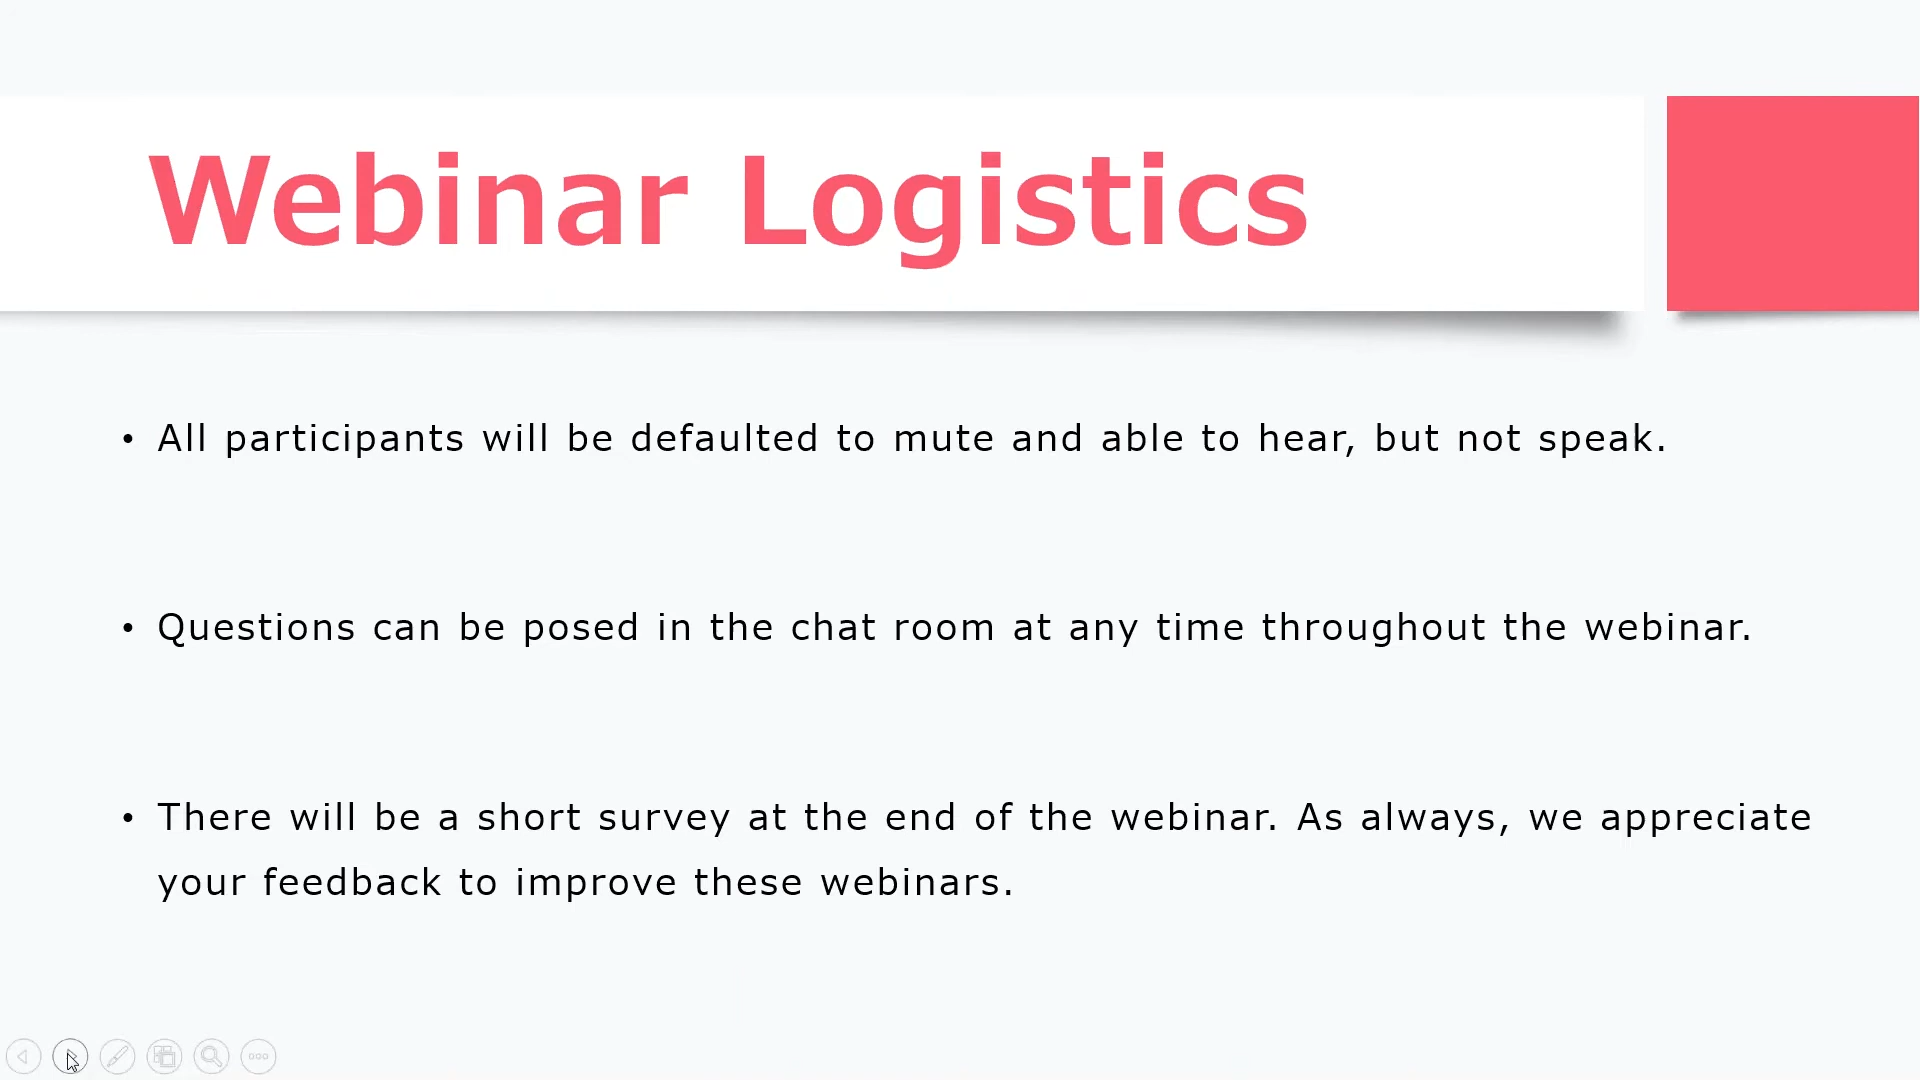 Webinar Logistics
• All participants will be defaulted to mute and able to hear, but not speak.
• Questions can be posed in the chat room at any time throughout the webinar.
• There will be a short survey at the end of the webinar. As always, we appreciate
your feedback to improve these webinars.